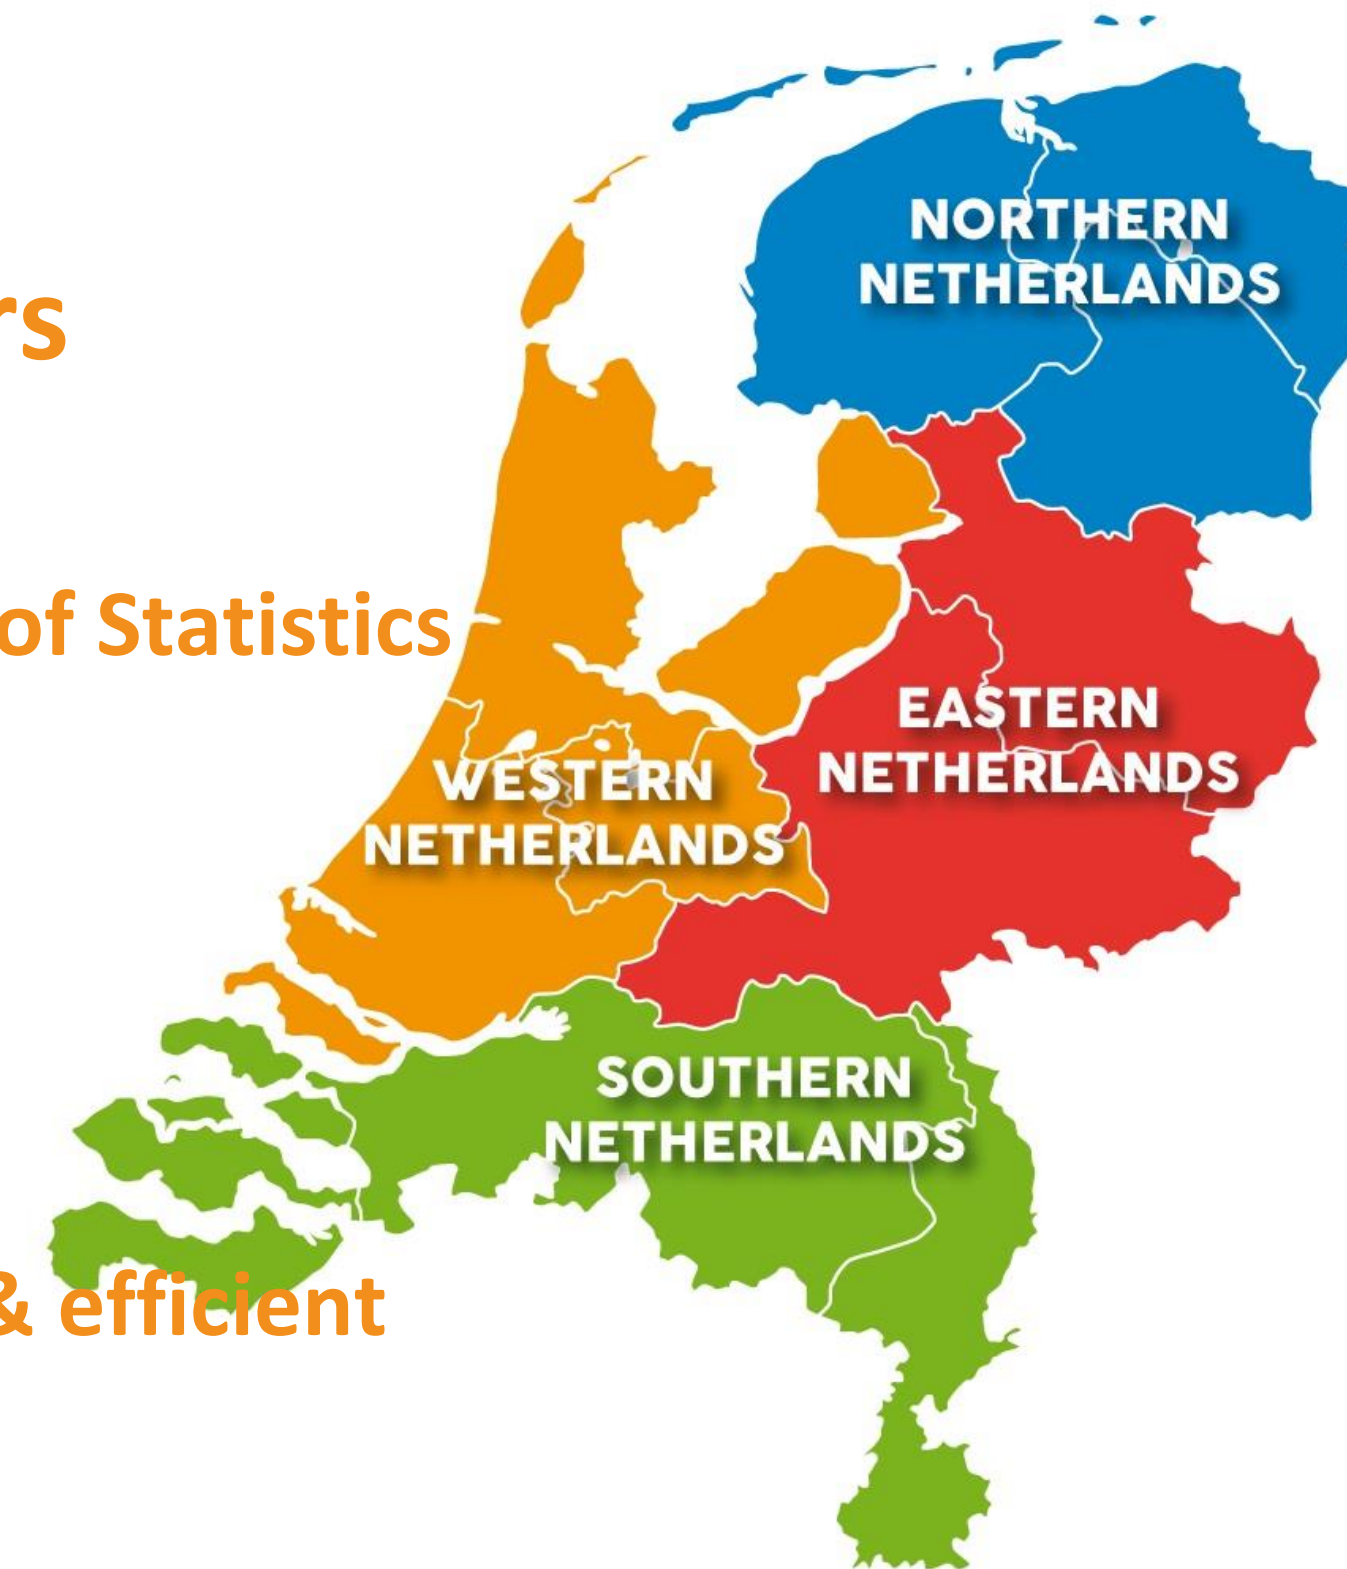 NORTHERN
NETHERLANDS
rs
of Statistics
EASTERN
NETHERLANDS
WESTERN
NETHERLANDS
SOUTHERN
NETHERLANDS
& efficient